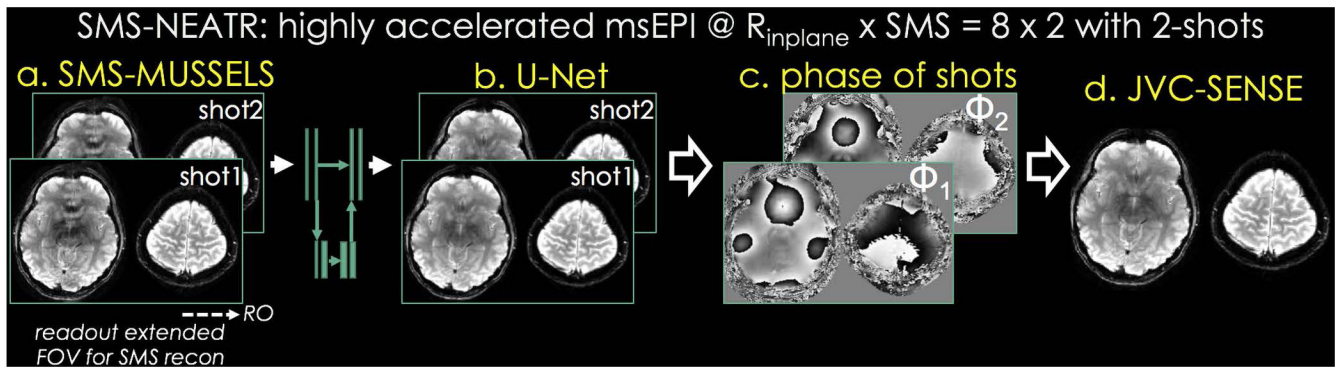 SMS-NEATR: highly accelerated msEPI @ Rinplane x SMS = 8 x 2 with 2-shots
a. SMS-MUSSELS
b. U-Net
c. phase of shots
d. JVC-SENSE
shot2
shot1
shot2
shot1
Φ2
Φ1
RO
readout extended
FOV for SMS recon